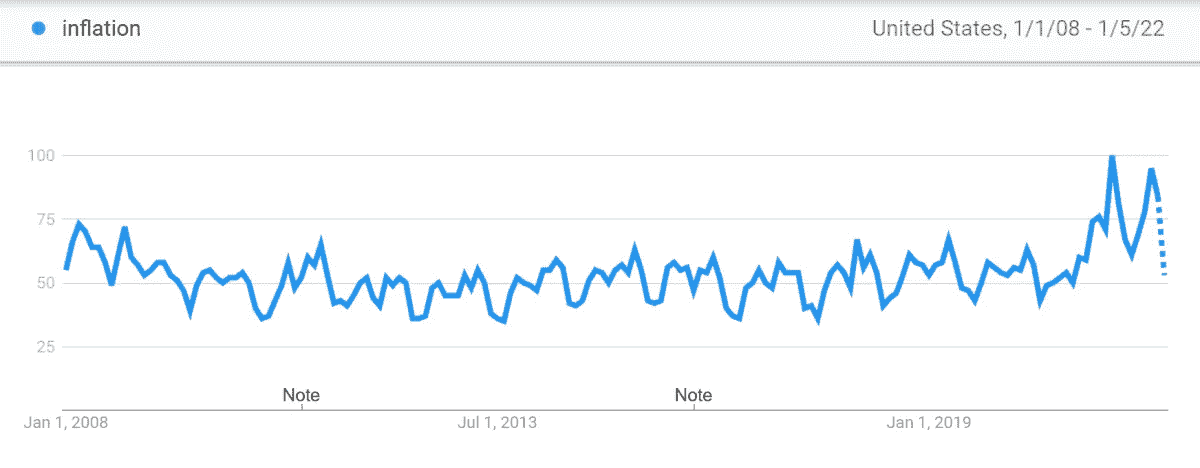 inflation United States, 1/1/08 - 1/5/22
100
75
50
25
Note Note
Jan 1, 2008 Jul 1, 2013 Jan 1, 2019